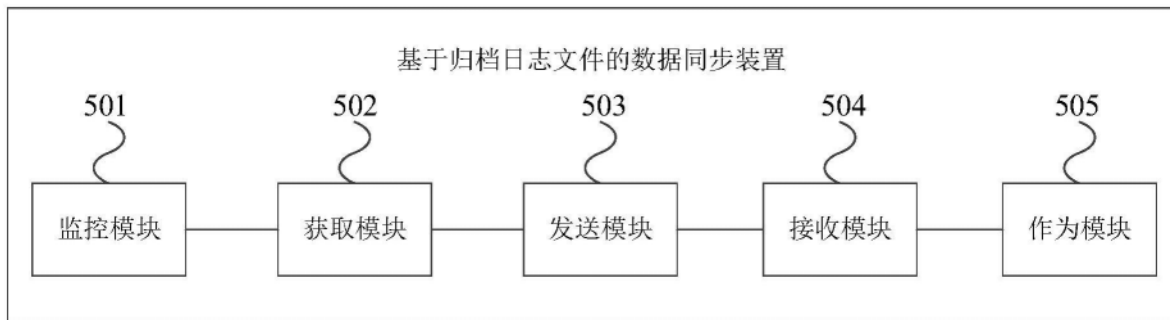 基于归档日志文件的数据同步装置
501 502 503 504 505
监控模块 获取模块 发送模块 接收模块 作为模块